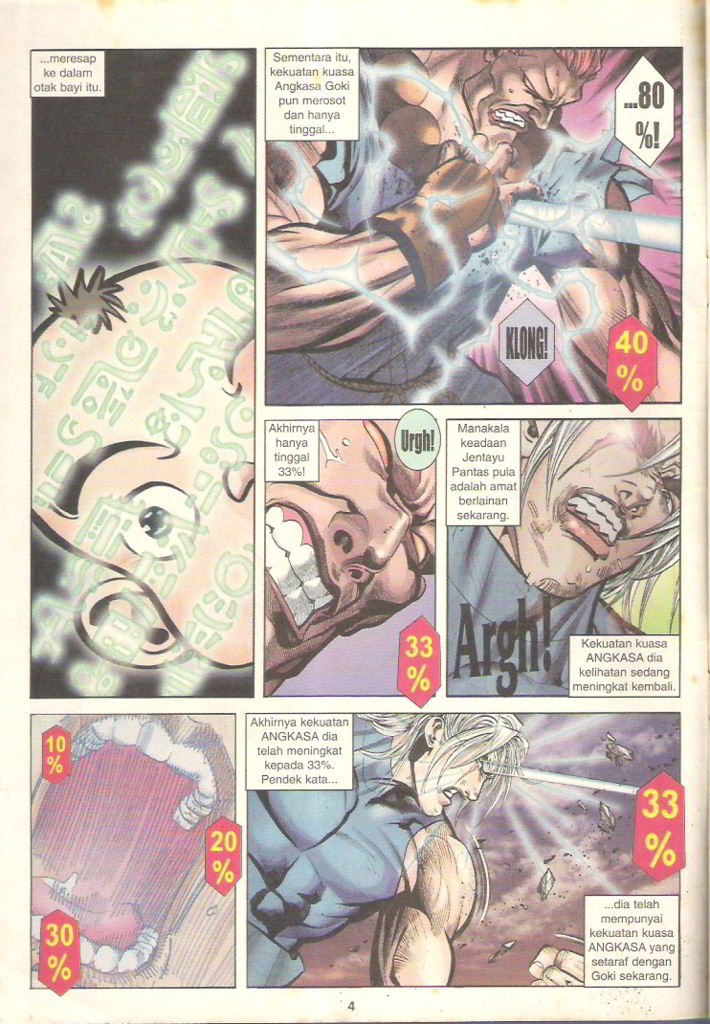 ...meresap
ke dalam
otak bayi itu.
Sementara itu,
kekuatan kuasa
Angkasa Goki
pun merosot
dan hanya
tinggal...
...80
%!
KLONG!
40
%
Akhirnya
hanya
tinggal
33%!
Urgh!
33
%
Manakala
keadaan
Jentayu
Pantas pula
adalah amat
berlainan
sekarang.
Argh!
Kekuatan kuasa
ANGKASA dia
kelihatan sedang
meningkat kembali.
10
%
20
%
30
%
Akhirnya kekuatan
ANGKASA dia
telah meningkat
kepada 33%.
Pendek kata...
33
%
...dia telah
mempunyai
kekuatan kuasa
ANGKASA yang
setaraf dengan
Goki sekarang.
4